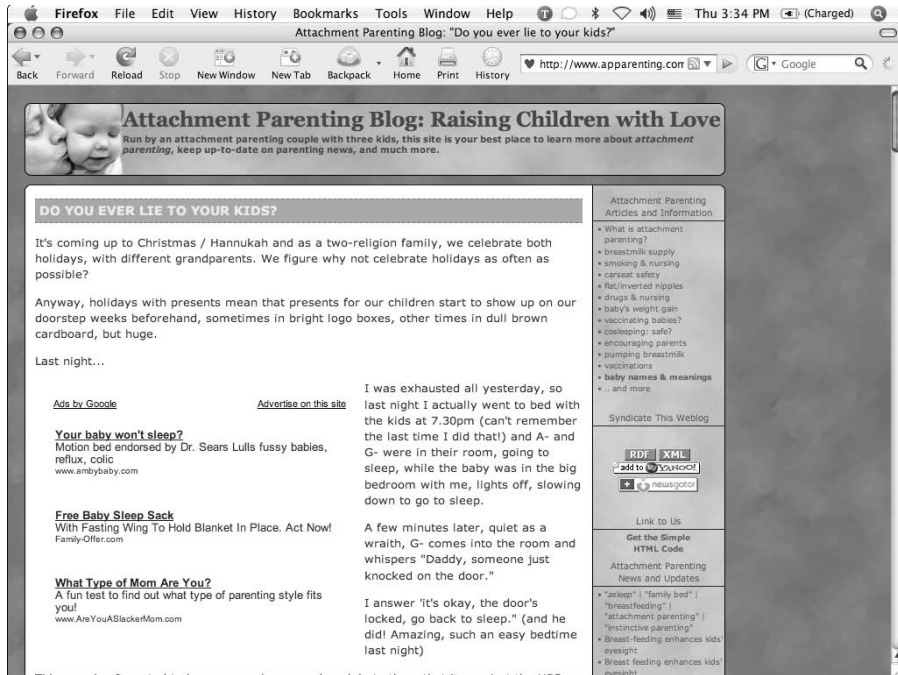 Firefox File Edit View History Bookmarks Tools Window Help Thu 3:34 PM (Charged)
Attachment Parenting Blog: "Do you ever lie to your kids?"
Back Forward Reload Stop New Window New Tab Backpack Home Print History http://www.apparenting.com Google
Attachment Parenting Blog: Raising Children with Love
Run by an attachment parenting couple with three kids, this site is your best place to learn more about attachment
parenting, keep up-to-date on parenting news, and much more.
DO YOU EVER LIE TO YOUR KIDS?
It's coming up to Christmas / Hannukah and as a two-religion family, we celebrate both
holidays, with different grandparents. We figure why not celebrate holidays as often as
possible?
Anyway, holidays with presents mean that presents for our children start to show up on our
doorstep weeks beforehand, sometimes in bright logo boxes, other times in dull brown
cardboard, but huge.
Last night...
Ads by Google Advertise on this site
Your baby won't sleep?
Motion bed endorsed by Dr. Sears Lulls fussy babies,
reflux, colic
www.ambybaby.com
Free Baby Sleep Sack
With Fasting Wing To Hold Blanket In Place. Act Now!
Family-Offer.com
What Type of Mom Are You?
A fun test to find out what type of parenting style fits
you!
www.AreYouASlackerMom.com
I was exhausted all yesterday, so
last night I actually went to bed with
the kids at 7.30pm (can't remember
the last time I did that!) and A- and
G- were in their room, going to
sleep, while the baby was in the big
bedroom with me, lights off, slowing
down to go to sleep.
A few minutes later, quiet as a
wraith, G- comes into the room and
whispers "Daddy, someone just
knocked on the door."
I answer 'it's okay, the door's
locked, go back to sleep." (and he
did! Amazing, such an easy bedtime
last night)
Attachment Parenting
Articles and Information
• What is attachment
parenting?
• breastmilk supply
• smoking & nursing
• carseat safety
• flat/inverted nipples
• drugs & nursing
• baby's weight gain
• vaccinating babies?
• cosleeping: safe?
• encouraging parents
• pumping breastmilk
• vaccinations
• baby names & meanings
• .. and more
Syndicate This Weblog
RDF XML
add to MY YAHOO!
+ newsgator
Link to Us
Get the Simple
HTML Code
Attachment Parenting
News and Updates
• "asleep" | "family bed" |
"breastfeeding" |
"attachment parenting" |
"instinctive parenting"
• Breast-feeding enhances kids'
eyesight
• Breast feeding enhances kids'
eyesight